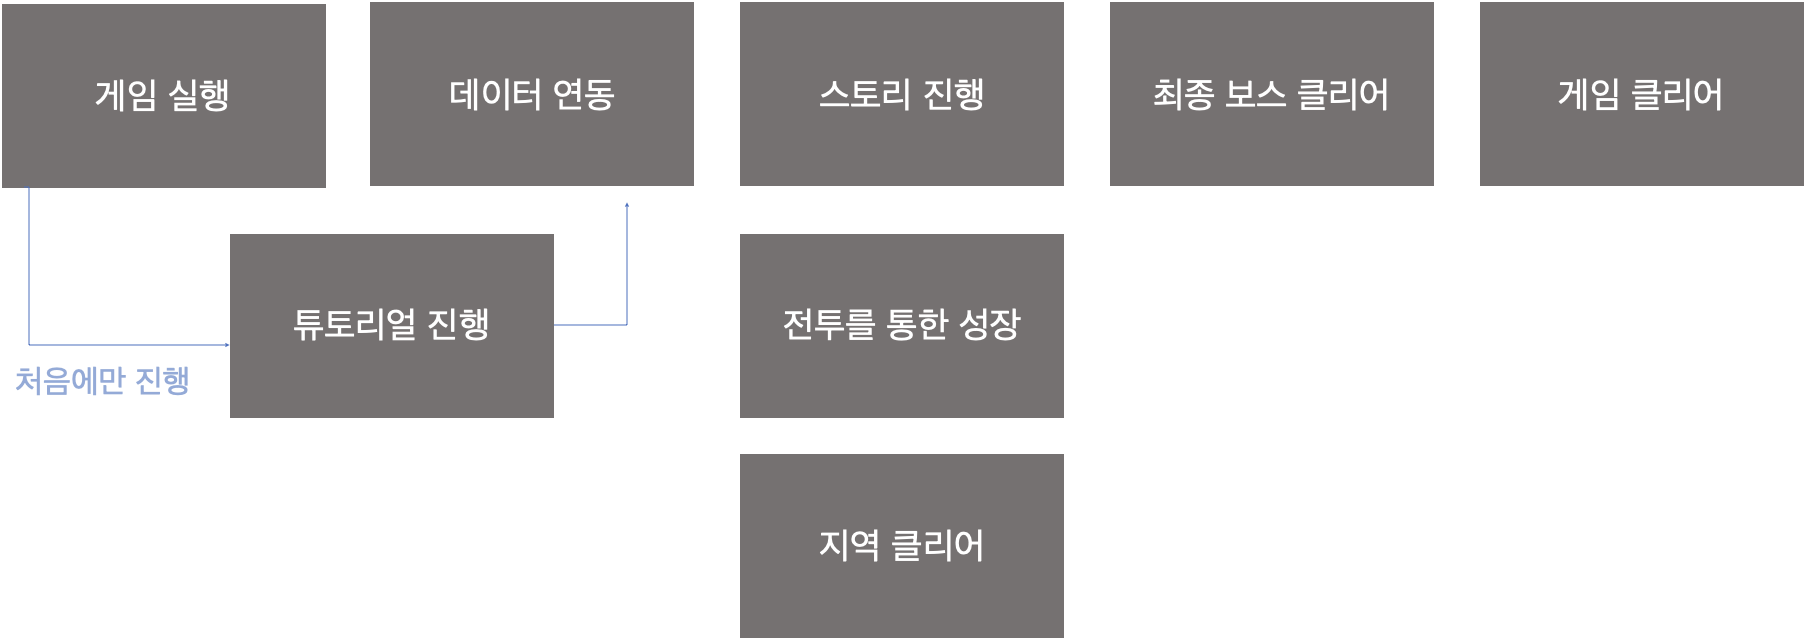 게임 실행
데이터 연동
스토리 진행
최종 보스 클리어
게임 클리어
튜토리얼 진행
전투를 통한 성장
처음에만 진행
지역 클리어